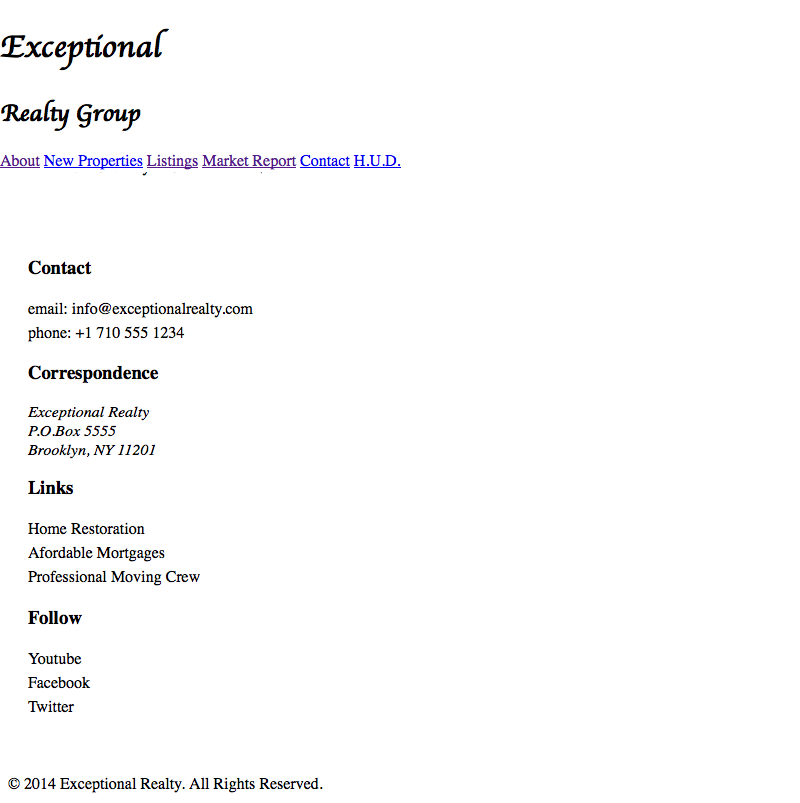 Exceptional
Realty Group
About New Properties Listings Market Report Contact H.U.D.
Contact
email: info@exceptionalrealty.com
phone: +1 710 555 1234
Correspondence
Exceptional Realty
P.O.Box 5555
Brooklyn, NY 11201
Links
Home Restoration
Afordable Mortgages
Professional Moving Crew
Follow
Youtube
Facebook
Twitter
© 2014 Exceptional Realty. All Rights Reserved.